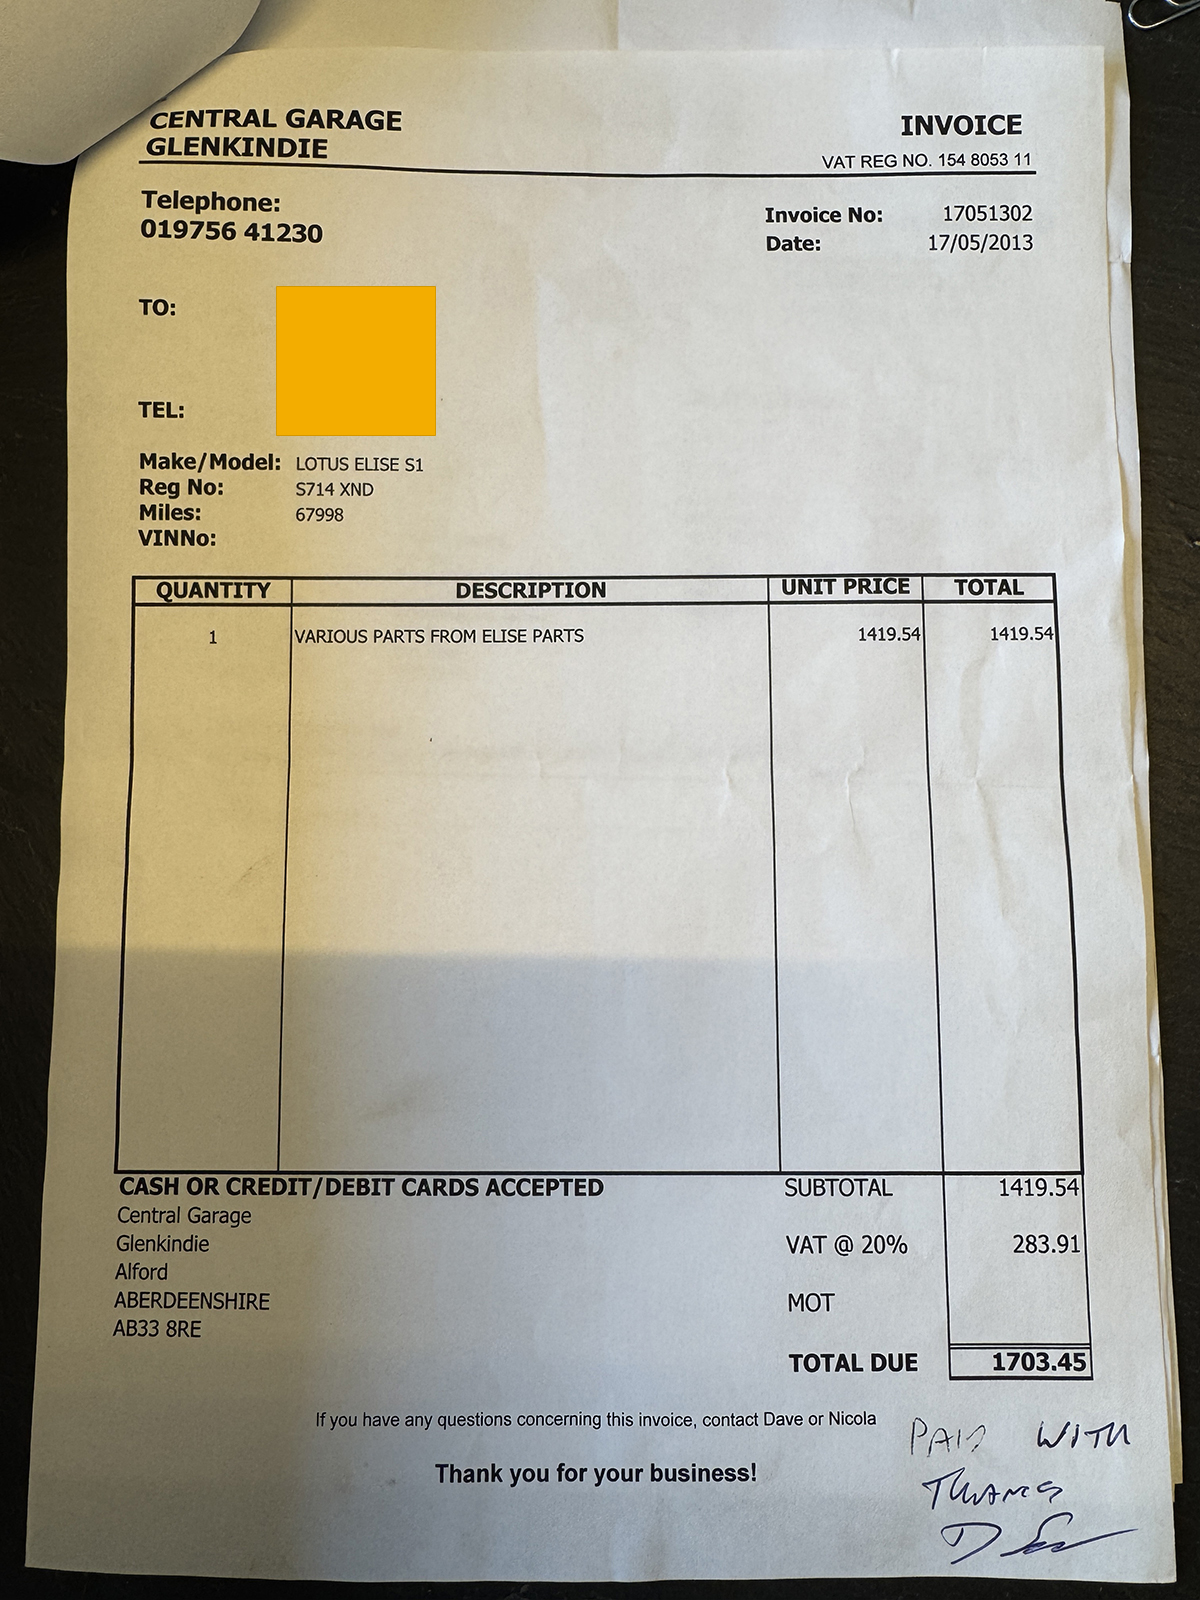 CENTRAL GARAGE
GLENKINDIE
INVOICE
VAT REG NO. 154 8053 11
Telephone:
019756 41230
Invoice No: 17051302
Date: 17/05/2013
TO:
TEL:
Make/Model: LOTUS ELISE S1
Reg No: S714 XND
Miles: 67998
VINNo:
QUANTITY DESCRIPTION UNIT PRICE TOTAL
1 VARIOUS PARTS FROM ELISE PARTS 1419.54 1419.54
CASH OR CREDIT/DEBIT CARDS ACCEPTED SUBTOTAL 1419.54
Central Garage
Glenkindie VAT @ 20% 283.91
Alford
ABERDEENSHIRE MOT
AB33 8RE
TOTAL DUE 1703.45
If you have any questions concerning this invoice, contact Dave or Nicola
PAID WITH
Thank you for your business!
THANKS